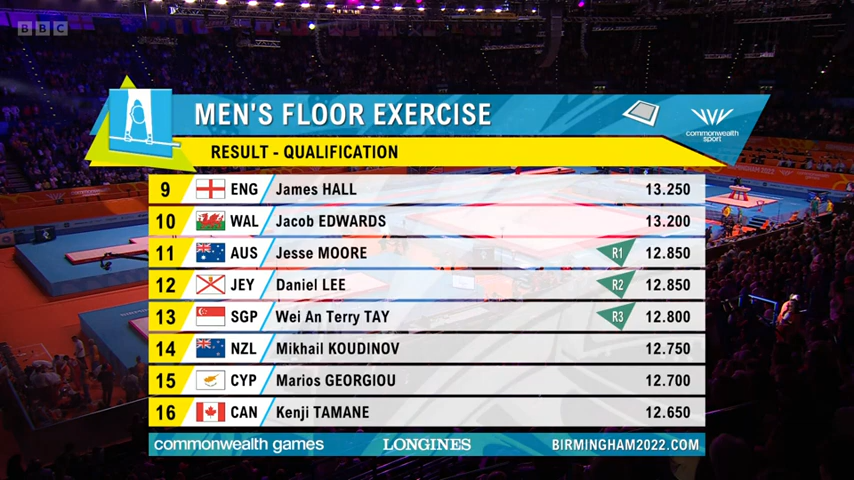 BBC
MEN'S FLOOR EXERCISE
commonwealth
sport
RESULT - QUALIFICATION
9 ENG James HALL 13.250
10 WAL Jacob EDWARDS 13.200
11 AUS Jesse MOORE R1 12.850
12 JEY Daniel LEE R2 12.850
13 SGP Wei An Terry TAY R3 12.800
14 NZL Mikhail KOUDINOV 12.750
15 CYP Marios GEORGIOU 12.700
16 CAN Kenji TAMANE 12.650
commonwealth games LONGINES BIRMINGHAM2022.COM